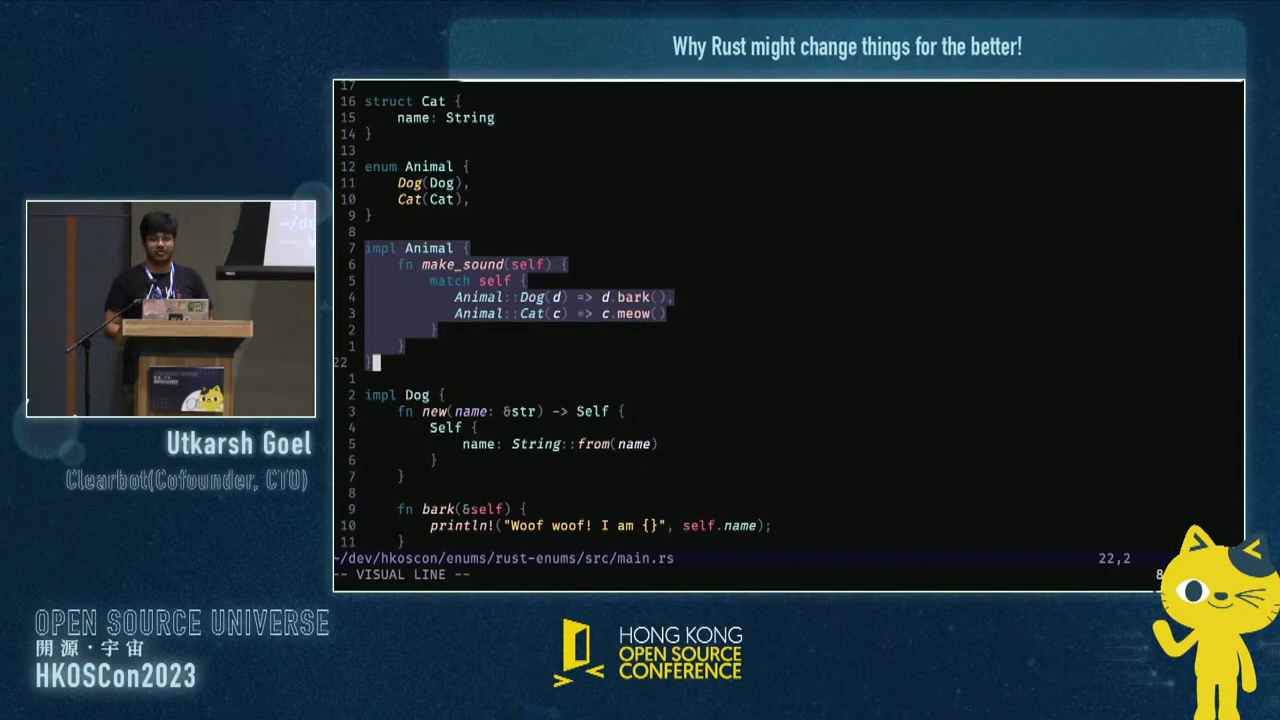 Why Rust might change things for the better!
17
16 struct Cat {
15 name: String
14 }
13
12 enum Animal {
11 Dog(Dog),
10 Cat(Cat),
9 }
8
7 impl Animal {
6 fn make_sound(self) {
5 match self {
4 Animal::Dog(d) => d.bark(),
3 Animal::Cat(c) => c.meow()
2 }
1 }
22 }
1
2 impl Dog {
3 fn new(name: &str) -> Self {
4 Self {
5 name: String::from(name)
6 }
7 }
8
9 fn bark(&self) {
10 println!("Woof woof! I am {}", self.name);
11 }
~/dev/hkoscon/enums/rust-enums/src/main.rs 22,2
-- VISUAL LINE -- 8
Utkarsh Goel
Clearbot(Cofounder, CTO)
OPEN SOURCE UNIVERSE
開源·宇宙
HKOSCon2023
HONG KONG
OPEN SOURCE
CONFERENCE